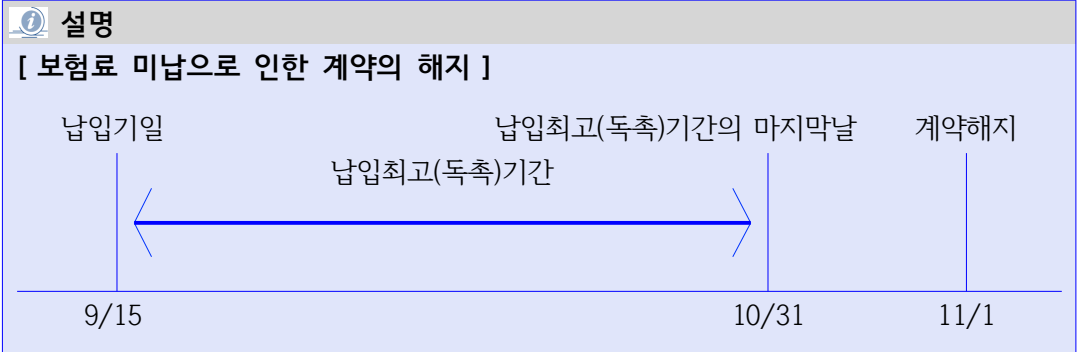 설명
[ 보험료 미납으로 인한 계약의 해지 ]
납입기일 납입최고(독촉)기간의 마지막날 계약해지
납입최고(독촉)기간
9/15 10/31 11/1